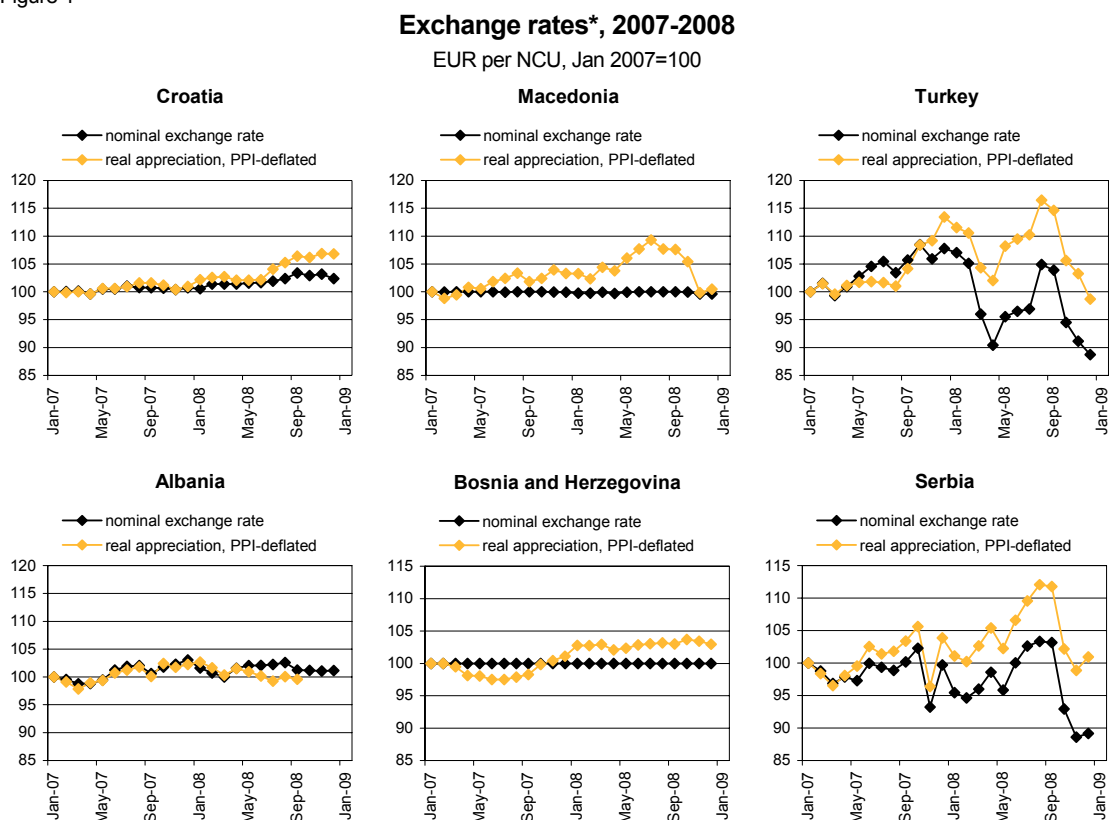 Exchange rates*, 2007-2008
EUR per NCU, Jan 2007=100
Croatia
nominal exchange rate
real appreciation, PPI-deflated
120
115
110
105
100
95
90
85
Jan-07
May-07
Sep-07
Jan-08
May-08
Sep-08
Jan-09
Macedonia
nominal exchange rate
real appreciation, PPI-deflated
120
115
110
105
100
95
90
85
Jan-07
May-07
Sep-07
Jan-08
May-08
Sep-08
Jan-09
Turkey
nominal exchange rate
real appreciation, PPI-deflated
120
115
110
105
100
95
90
85
Jan-07
May-07
Sep-07
Jan-08
May-08
Sep-08
Jan-09
Albania
nominal exchange rate
real appreciation, PPI-deflated
120
115
110
105
100
95
90
85
Jan-07
May-07
Sep-07
Jan-08
May-08
Sep-08
Jan-09
Bosnia and Herzegovina
nominal exchange rate
real appreciation, PPI-deflated
115
110
105
100
95
90
85
Jan-07
May-07
Sep-07
Jan-08
May-08
Sep-08
Jan-09
Serbia
nominal exchange rate
real appreciation, PPI-deflated
115
110
105
100
95
90
85
Jan-07
May-07
Sep-07
Jan-08
May-08
Sep-08
Jan-09